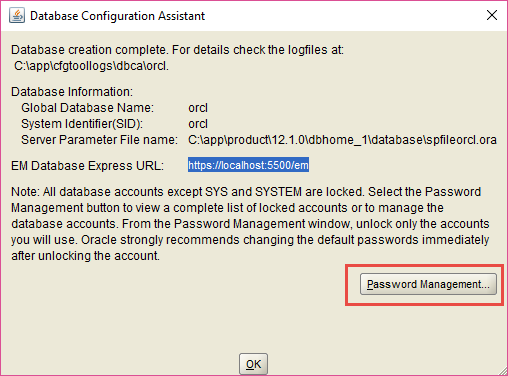 Database Configuration Assistant
Database creation complete. For details check the logfiles at:
C:\app\cfgtoollogs\dbca\orcl.
Database Information:
Global Database Name: orcl
System Identifier(SID): orcl
Server Parameter File name: C:\app\product\12.1.0\dbhome_1\database\spfileorcl.ora
EM Database Express URL: https://localhost:5500/em
Note: All database accounts except SYS and SYSTEM are locked. Select the Password
Management button to view a complete list of locked accounts or to manage the
database accounts. From the Password Management window, unlock only the accounts
you will use. Oracle strongly recommends changing the default passwords immediately
after unlocking the account.
Password Management...
OK